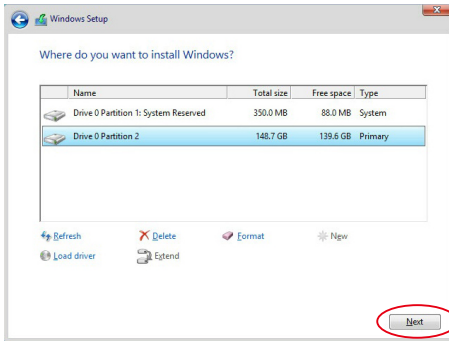 Windows Setup
Where do you want to install Windows?
Name Total size Free space Type
Drive 0 Partition 1: System Reserved 350.0 MB 88.0 MB System
Drive 0 Partition 2 148.7 GB 139.6 GB Primary
Refresh Delete Format New
Load driver Extend
Next